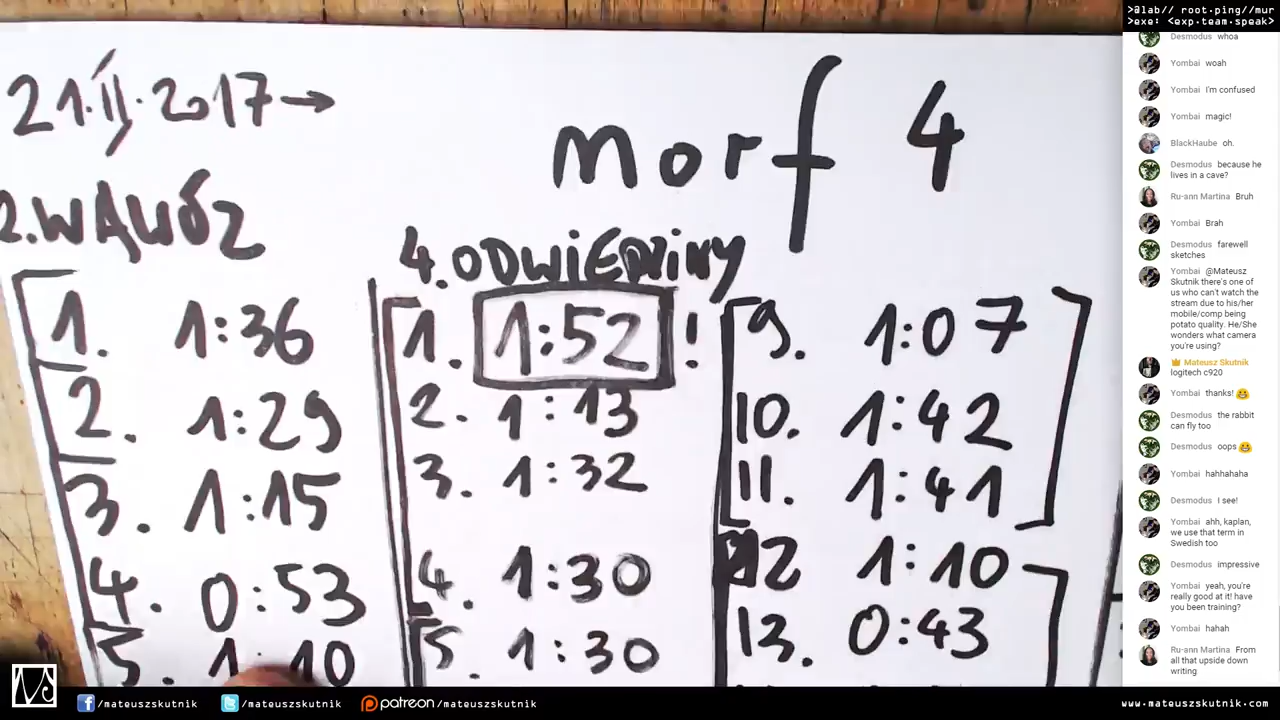 21.II.2017→
Morf 4
2.WĄWÓZ
1. 1:36
2. 1:29
3. 1:15
4. 0:53
5. 1:10
4.ODWIEDZINY
1. 1:52 !
2. 1:13
3. 1:32
4. 1:30
5. 1:30
9. 1:07
10. 1:42
11. 1:41
12 1:10
13. 0:43
>@lab// root.ping//mur
>exe: <exp.team.speak>
Desmodus whoa
Yombai woah
Yombai I'm confused
Yombai magic!
BlackHaube oh.
Desmodus because he
lives in a cave?
Ru-ann Martina Bruh
Yombai Brah
Desmodus farewell
sketches
Yombai @Mateusz
Skutnik there's one of
us who can't watch the
stream due to his/her
mobile/comp being
potato quality. He/She
wonders what camera
you're using?
Mateusz Skutnik
logitech c920
Yombai thanks!
Desmodus the rabbit
can fly too
Desmodus oops
Yombai hahhahaha
Desmodus I see!
Yombai ahh, kaplan,
we use that term in
Swedish too
Desmodus impressive
Yombai yeah, you're
really good at it! have
you been training?
Yombai hahah
Ru-ann Martina From
all that upside down
writing
/mateuszskutnik
/mateuszskutnik
patreon/mateuszskutnik
www.mateuszskutnik.com